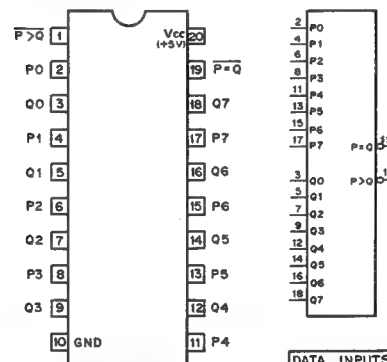 P>Q 1
VCC 20
(+5V)
P0 2
19 P=Q
Q0 3
18 Q7
P1 4
17 P7
Q1 5
16 Q6
P2 6
15 P6
Q2 7
14 Q5
P3 8
13 P5
Q3 9
12 Q4
10 GND
11 P4
2 P0
4 P1
6 P2
8 P3
11 P4
13 P5
15 P6
17 P7
P=Q
3 Q0
P>Q 1
5 Q1
7 Q2
9 Q3
12 Q4
14 Q5
16 Q6
18 Q7
DATA INPUTS